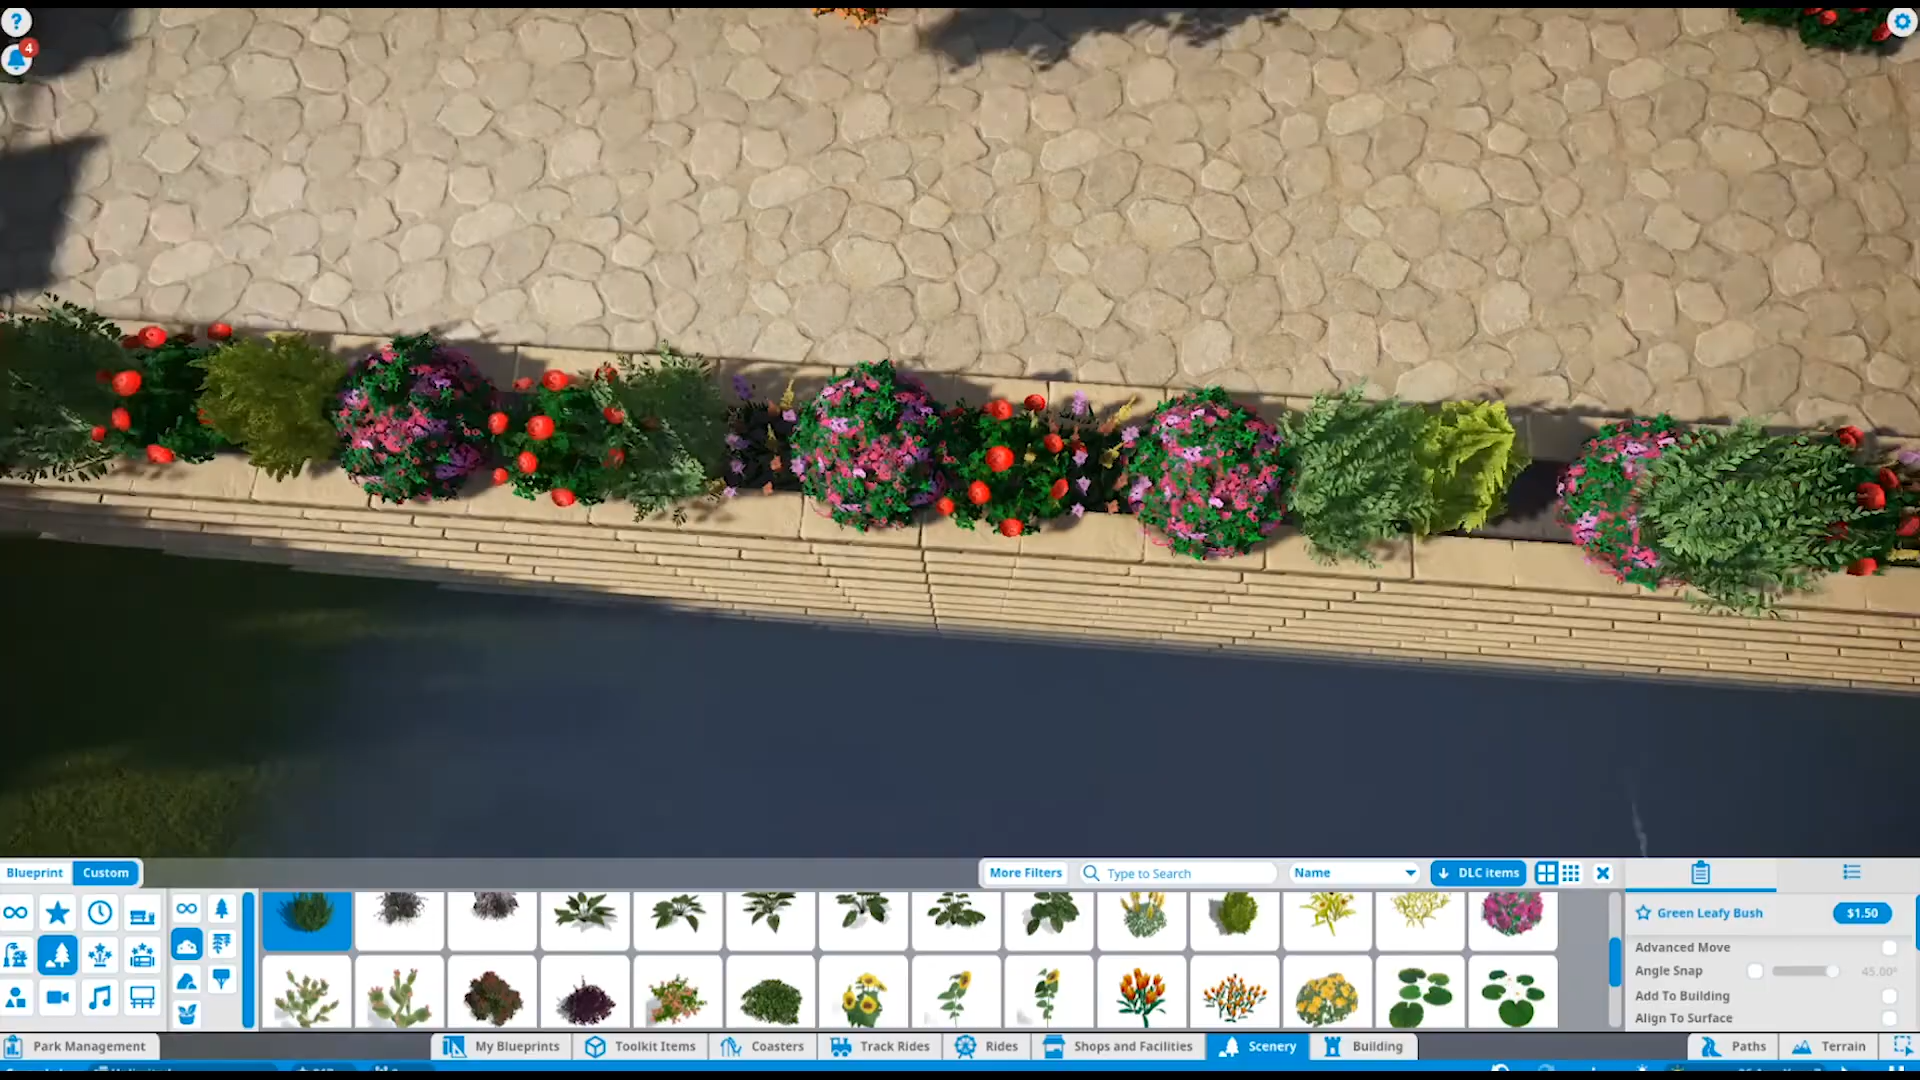 ?
4
Blueprint Custom
More Filters Type to Search Name DLC items
Green Leafy Bush $1.50
Advanced Move
Angle Snap 45.00°
Add To Building
Align To Surface
Park Management My Blueprints Toolkit Items Coasters Track Rides Rides Shops and Facilities Scenery Building Paths Terrain